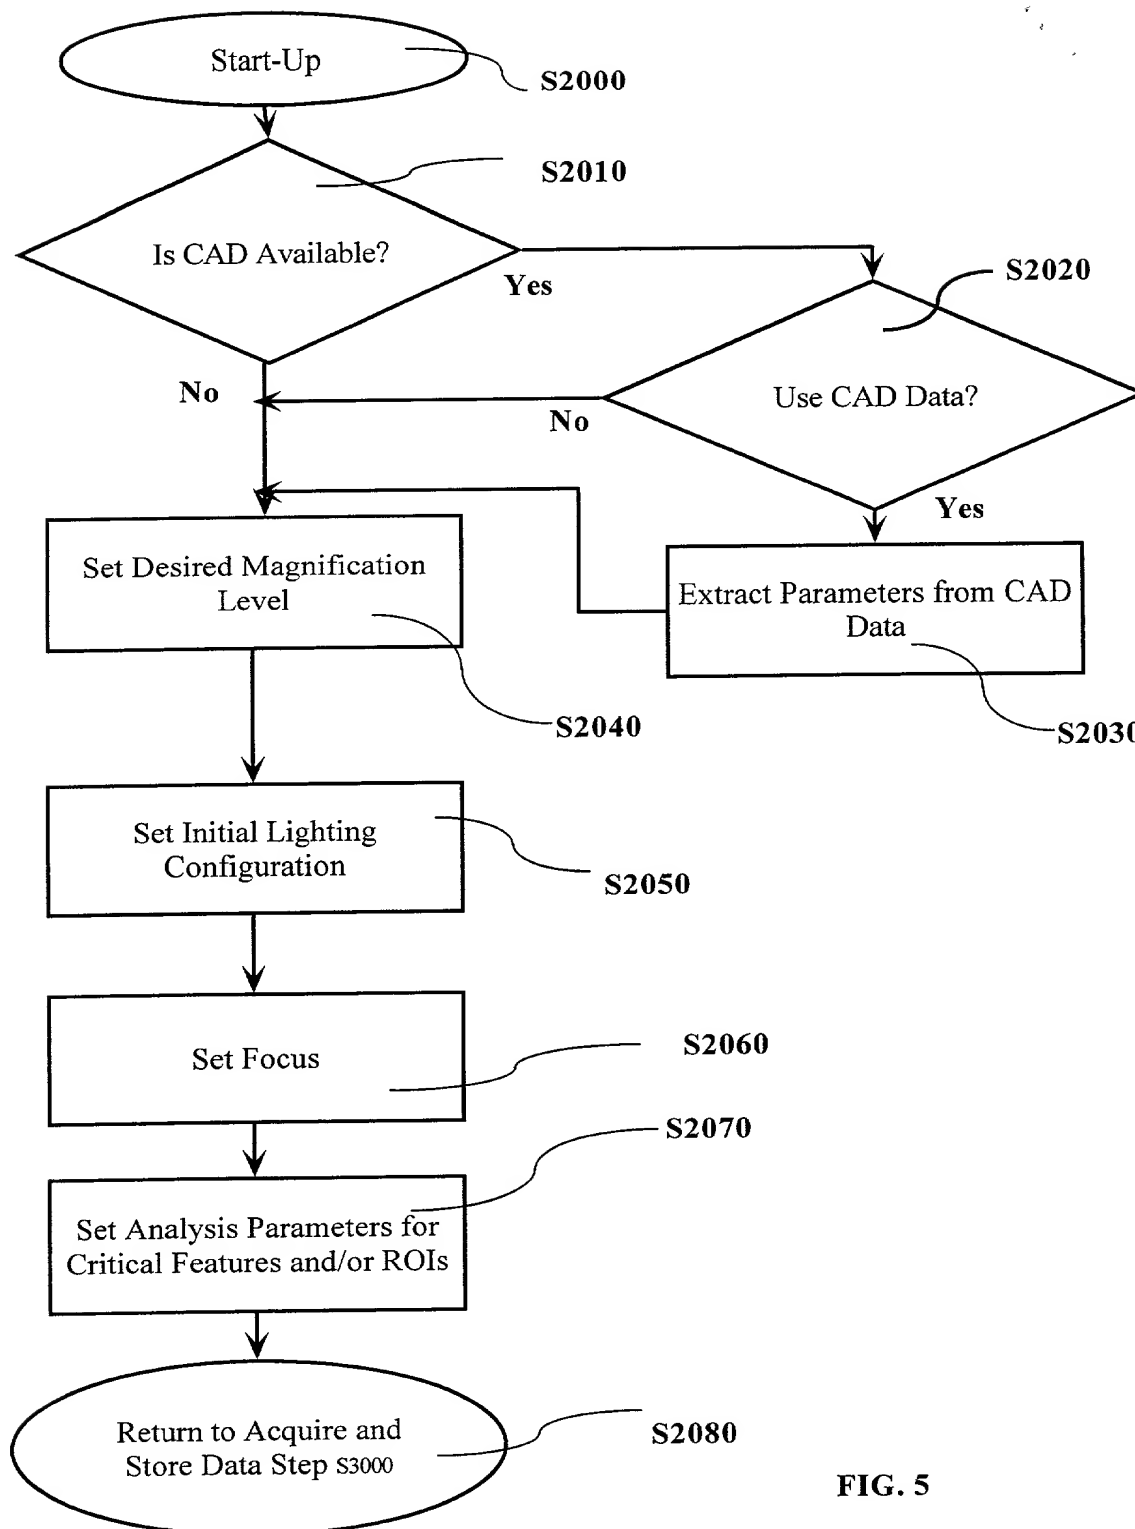 Start-Up
S2000
S2010
Is CAD Available?
Yes
S2020
No
Use CAD Data?
No
Yes
Set Desired Magnification
Level
Extract Parameters from CAD
Data
S2040
S2030
Set Initial Lighting
Configuration
S2050
Set Focus
S2060
S2070
Set Analysis Parameters for
Critical Features and/or ROIs
Return to Acquire and
Store Data Step S3000
S2080
FIG. 5